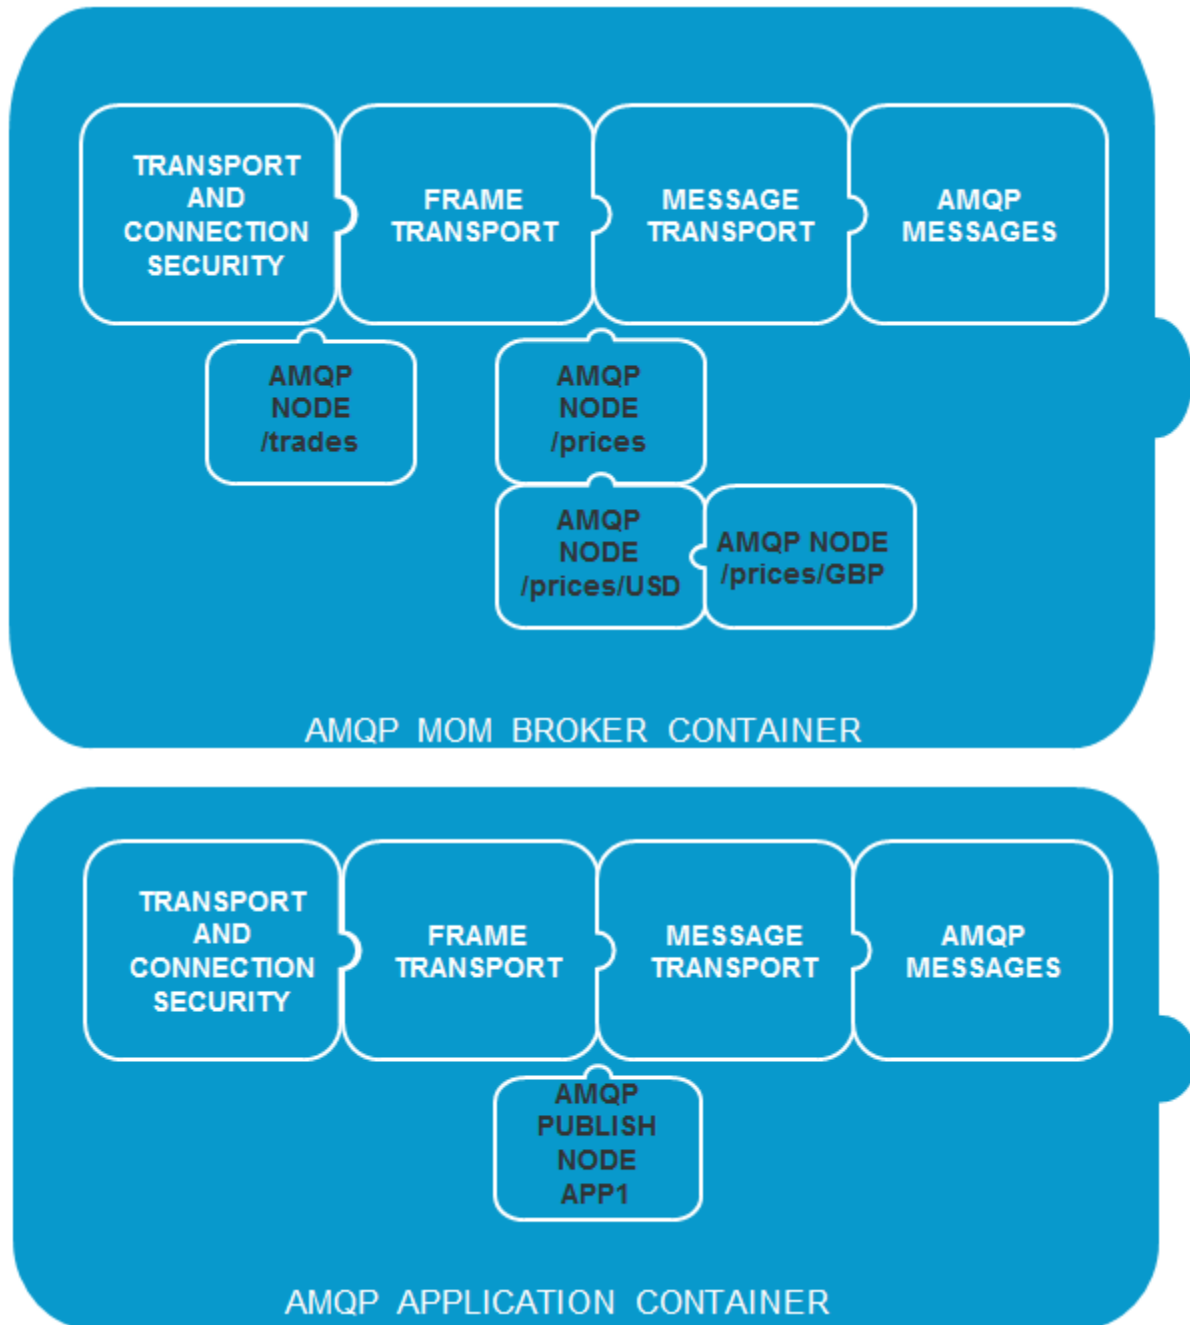 TRANSPORT
AND
CONNECTION
SECURITY
FRAME
TRANSPORT
MESSAGE
TRANSPORT
AMQP
MESSAGES
AMQP
NODE
/trades
AMQP
NODE
/prices
AMQP
NODE
/prices/USD
AMQP NODE
/prices/GBP
AMQP MOM BROKER CONTAINER
TRANSPORT
AND
CONNECTION
SECURITY
FRAME
TRANSPORT
MESSAGE
TRANSPORT
AMQP
MESSAGES
AMQP
PUBLISH
NODE
APP1
AMQP APPLICATION CONTAINER